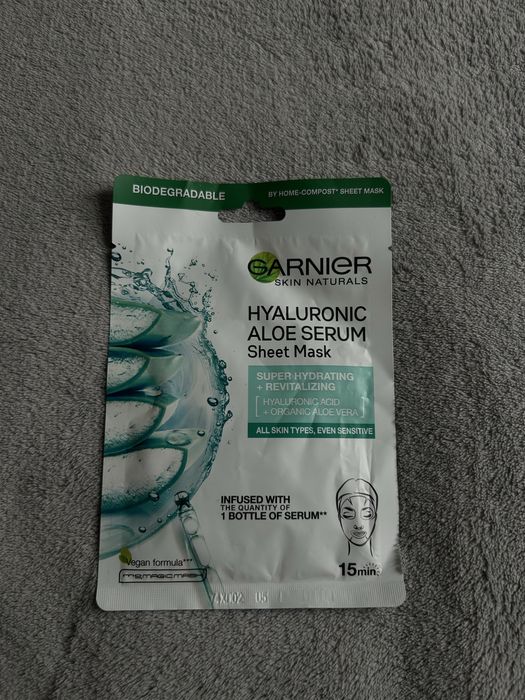 BIODEGRADABLE
BY HOME-COMPOST* SHEET MASK
GARNIER
SKIN NATURALS
HYALURONIC
ALOE SERUM
Sheet Mask
SUPER HYDRATING
+ REVITALIZING
[ HYALURONIC ACID
+ ORGANIC ALOE VERA ]
ALL SKIN TYPES, EVEN SENSITIVE
INFUSED WITH
THE QUANTITY OF
1 BOTTLE OF SERUM**
Vegan formula***
15min.